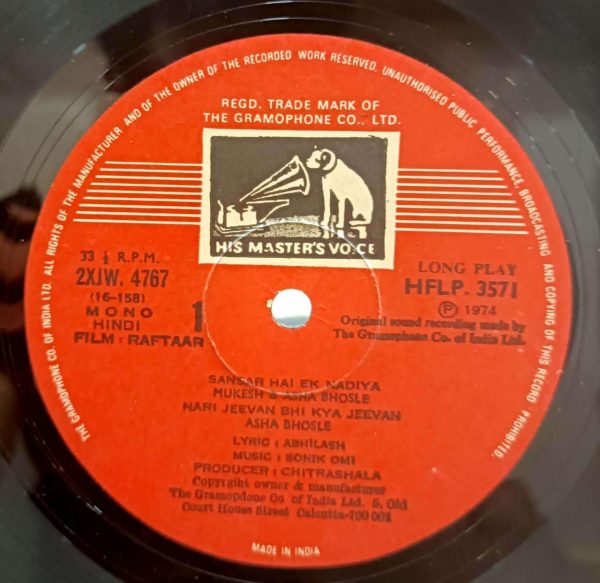 THE GRAMOPHONE CO. OF INDIA LTD. ALL RIGHTS OF THE MANUFACTURER AND OF THE OWNER OF THE RECORDED WORK RESERVED. UNAUTHORISED PUBLIC PERFORMANCE, BROADCASTING AND COPYING OF THIS RECORD PROHIBITED.
REGD. TRADE MARK OF
THE GRAMOPHONE CO., LTD.
HIS MASTER'S VOICE
33 ⅓ R.P.M.
2XJW. 4767
(16-158)
MONO
HINDI
FILM : RAFTAAR
1
LONG PLAY
HFLP. 3571
Ⓟ 1974
Original sound recording made by
The Gramophone Co. of India Ltd.
SANSAR HAI EK NADIYA
MUKESH & ASHA BHOSLE
NARI JEEVAN BHI KYA JEEVAN
ASHA BHOSLE
LYRIC : ABHILASH
MUSIC : SONIK OMI
PRODUCER : CHITRASHALA
Copyrgiht owner & manufacturer
The Gramopdone Co of India Ltd. 5, Old
Court House Street Calcutta-700 001
MADE IN INDIA